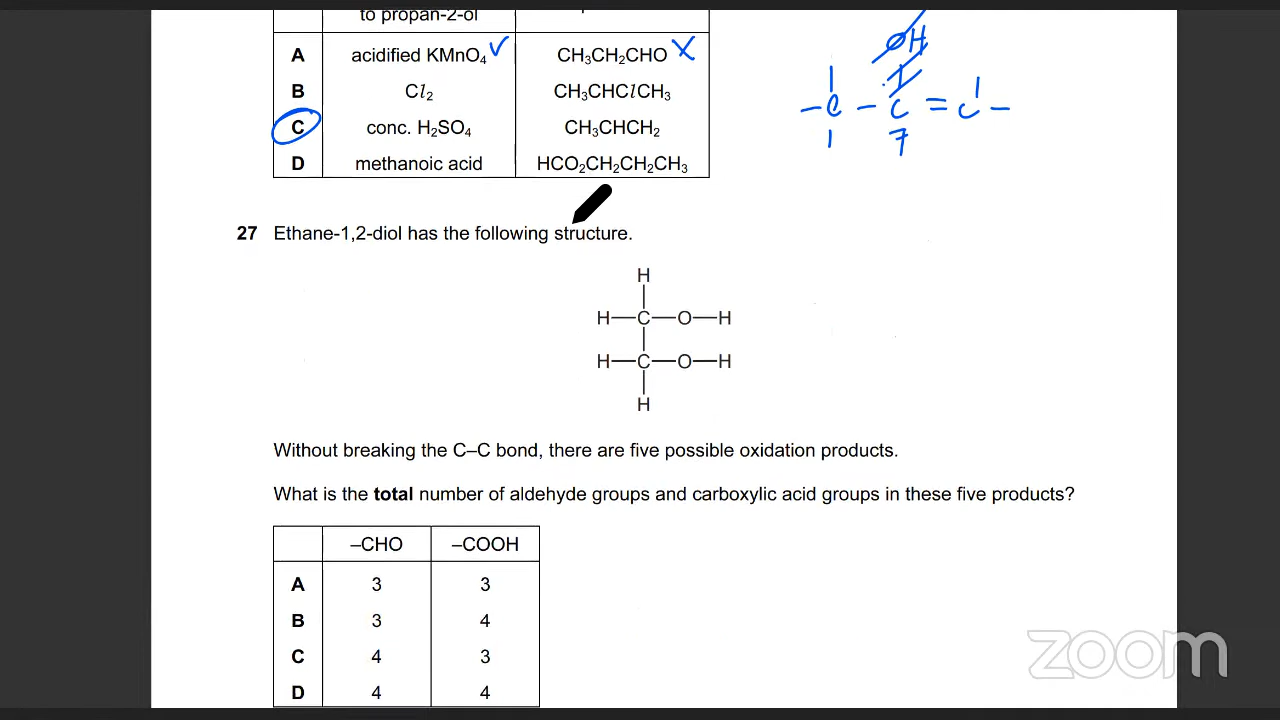 to propan-2-ol
A acidified KMnO₄ ✓ CH₃CH₂CHO X
B Cl₂ CH₃CHClCH₃
C conc. H₂SO₄ CH₃CHCH₂
D methanoic acid HCO₂CH₂CH₂CH₃
OH
– C – C = C –
27 Ethane-1,2-diol has the following structure.
H
H—C—O—H
H—C—O—H
H
Without breaking the C–C bond, there are five possible oxidation products.
What is the total number of aldehyde groups and carboxylic acid groups in these five products?
–CHO –COOH
A 3 3
B 3 4
C 4 3
D 4 4
zoom